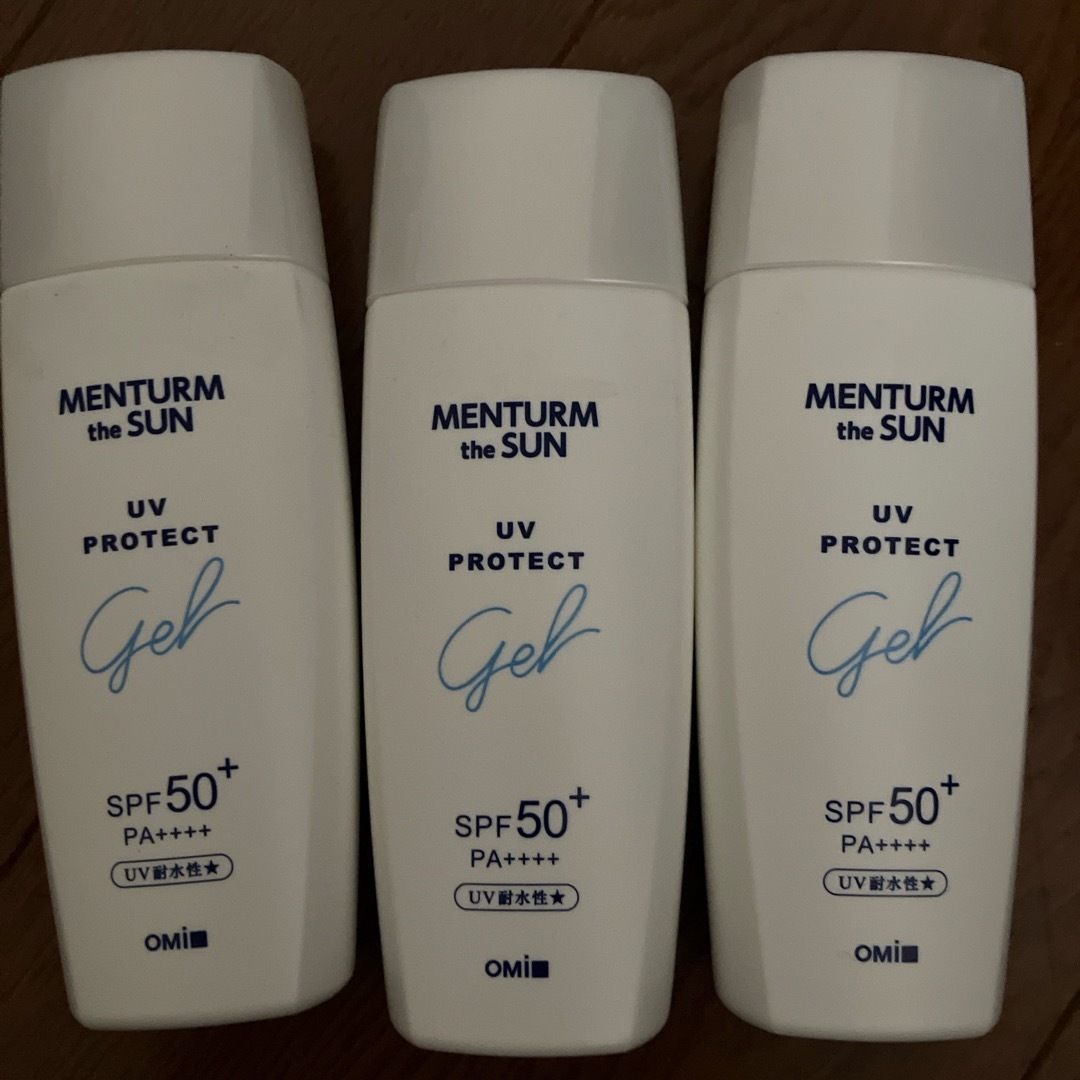 MENTURM
the SUN
UV
PROTECT
Gel
SPF50+
PA++++
UV耐水性★
OMI
MENTURM
the SUN
UV
PROTECT
Gel
SPF50+
PA++++
UV耐水性★
OMI
MENTURM
the SUN
UV
PROTECT
Gel
SPF50+
PA++++
UV耐水性★
OMI